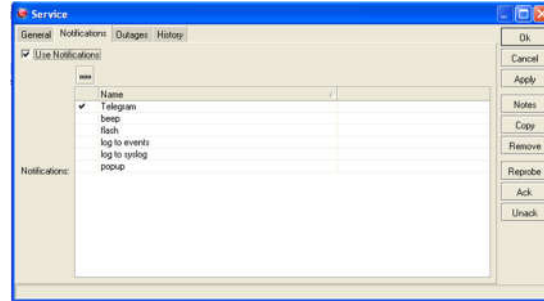 Service
General Notifications Outages History
Use Notifications
Name
Telegram
beep
flash
log to events
log to syslog
popup
Notifications:
Ok
Cancel
Apply
Notes
Copy
Remove
Reprobe
Ack
Unack